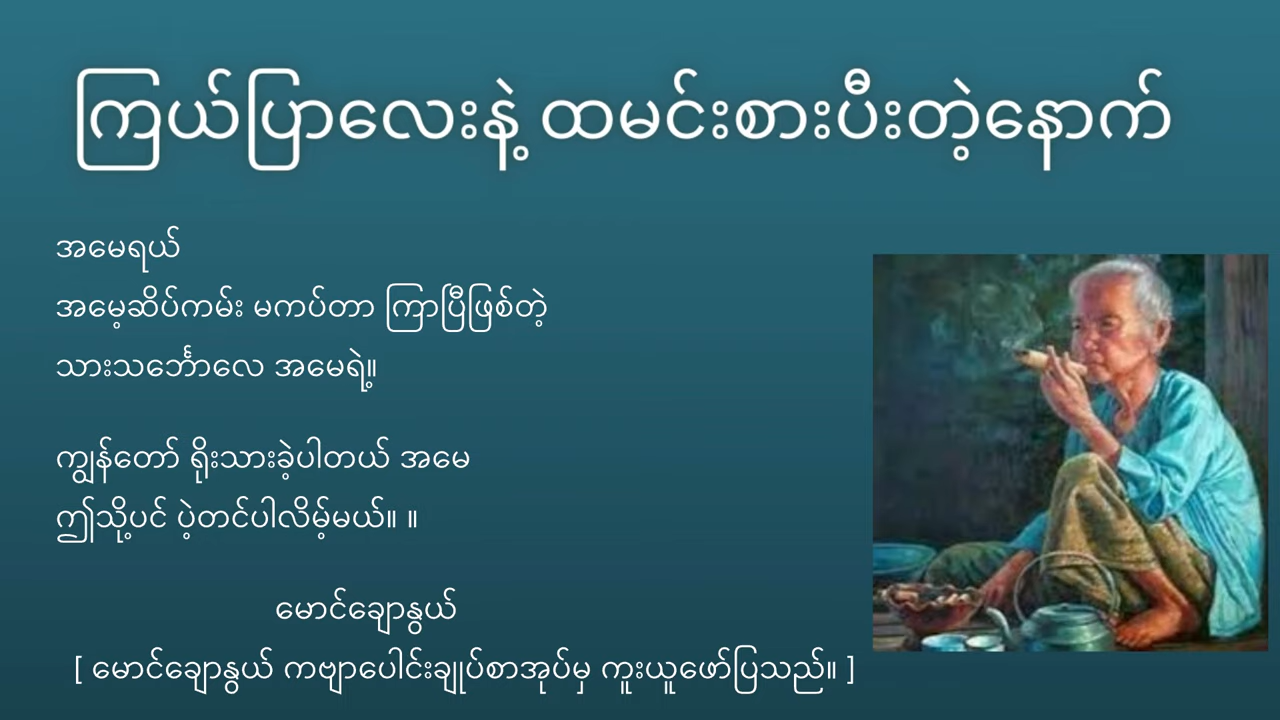 ကြယ်ပြာလေးနဲ့ ထမင်းစားပီးတဲ့နောက်
အမေရယ်
အမေ့ဆိပ်ကမ်း မကပ်တာ ကြာပြီဖြစ်တဲ့
သားသင်္ဘောလေ အမေရဲ့။
ကျွန်တော် ရိုးသားခဲ့ပါတယ် အမေ
ဤသို့ပင် ပဲ့တင်ပါလိမ့်မယ်။ ။
မောင်ချောနွယ်
[ မောင်ချောနွယ် ကဗျာပေါင်းချုပ်စာအုပ်မှ ကူးယူဖော်ပြသည်။ ]